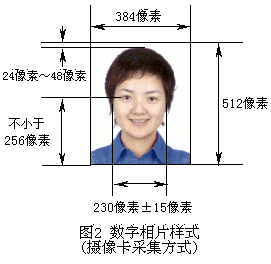 384像素
24像素～48像素
512像素
不小于
256像素
230像素±15像素
图2 数字相片样式
(摄像卡采集方式)